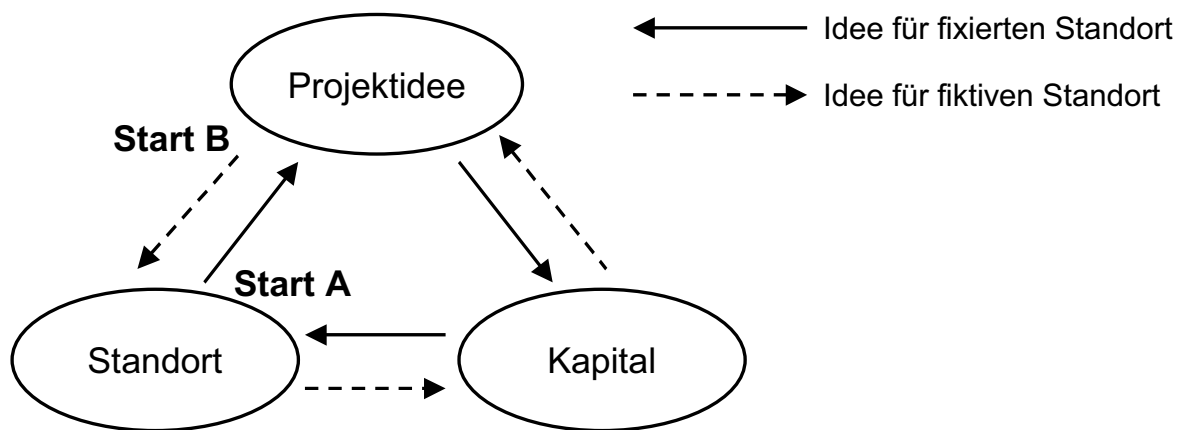 Idee für fixierten Standort
Projektidee
Idee für fiktiven Standort
Start B
Start A
Standort
Kapital